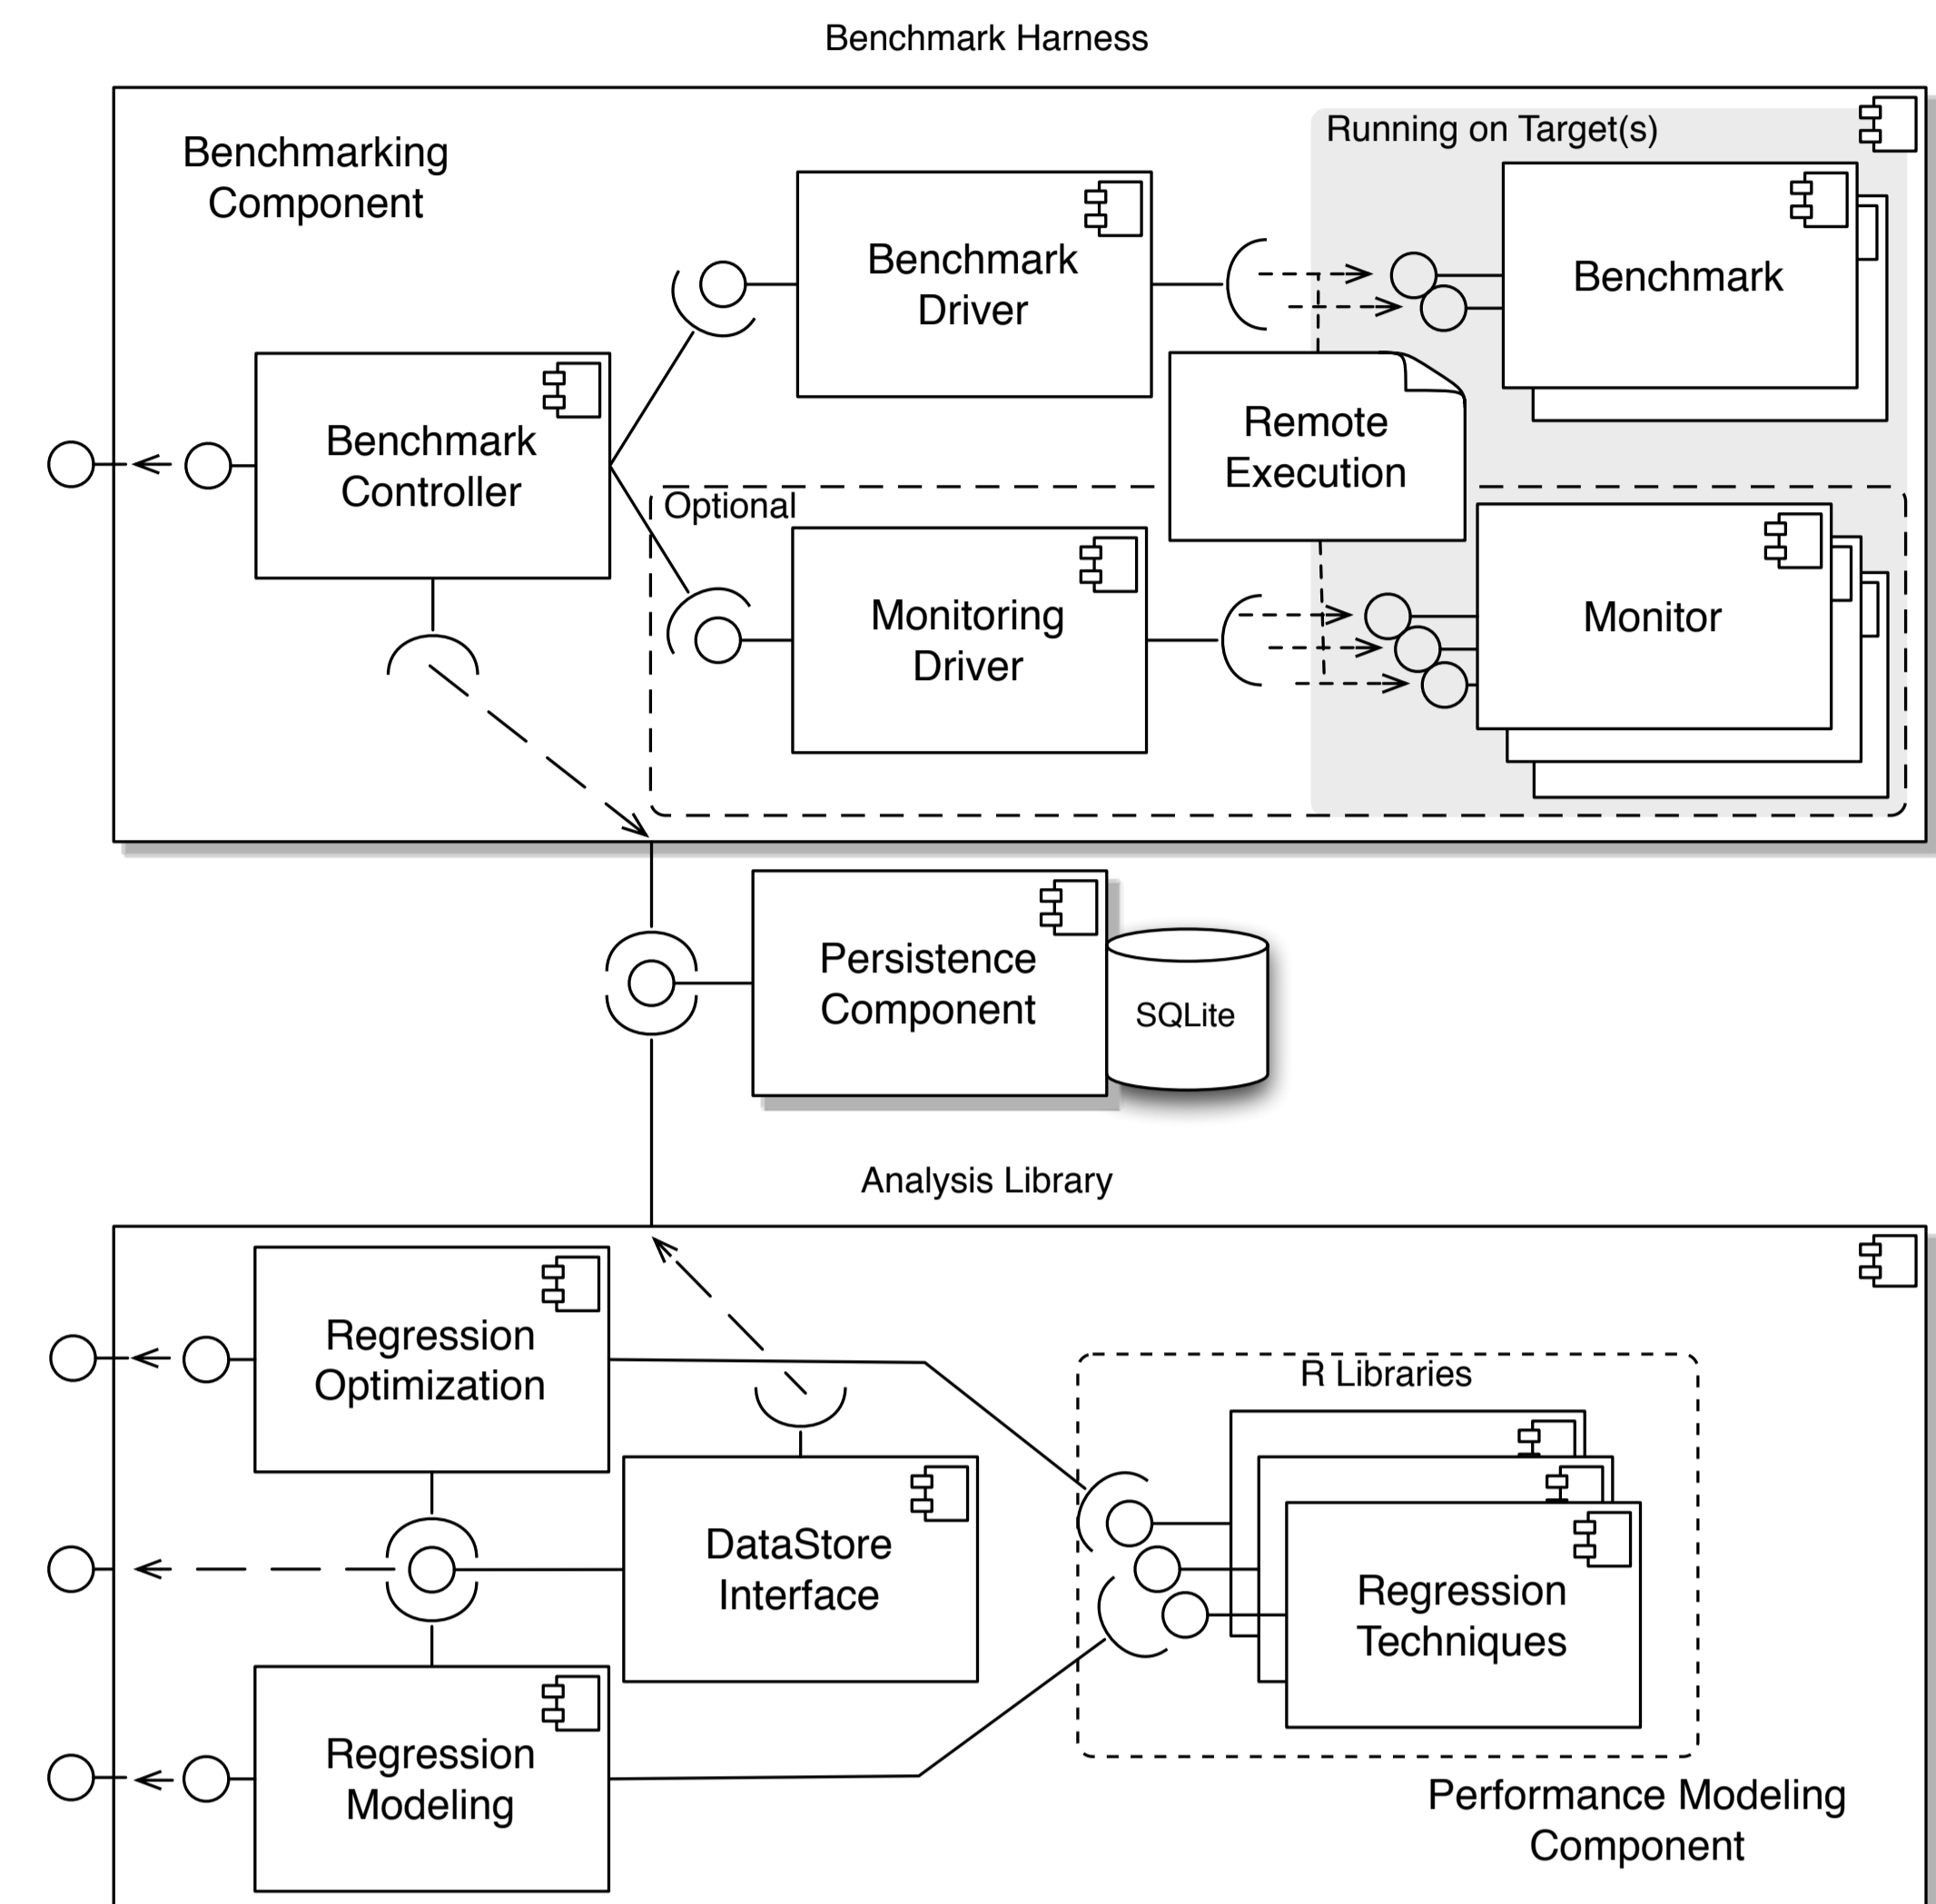 Benchmark Harness
Benchmarking
Component
Running on Target(s)
Benchmark
Driver
Benchmark
Benchmark
Controller
Remote
Execution
Optional
Monitoring
Driver
Monitor
Persistence
Component
SQLite
Analysis Library
Regression
Optimization
R Libraries
DataStore
Interface
Regression
Techniques
Regression
Modeling
Performance Modeling
Component